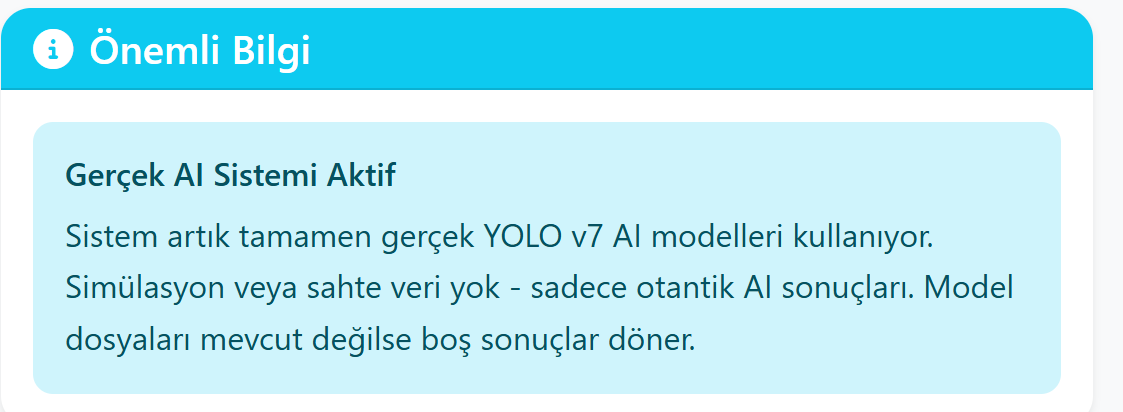 Önemli Bilgi
Gerçek AI Sistemi Aktif
Sistem artık tamamen gerçek YOLO v7 AI modelleri kullanıyor.
Simülasyon veya sahte veri yok - sadece otantik AI sonuçları. Model
dosyaları mevcut değilse boş sonuçlar döner.